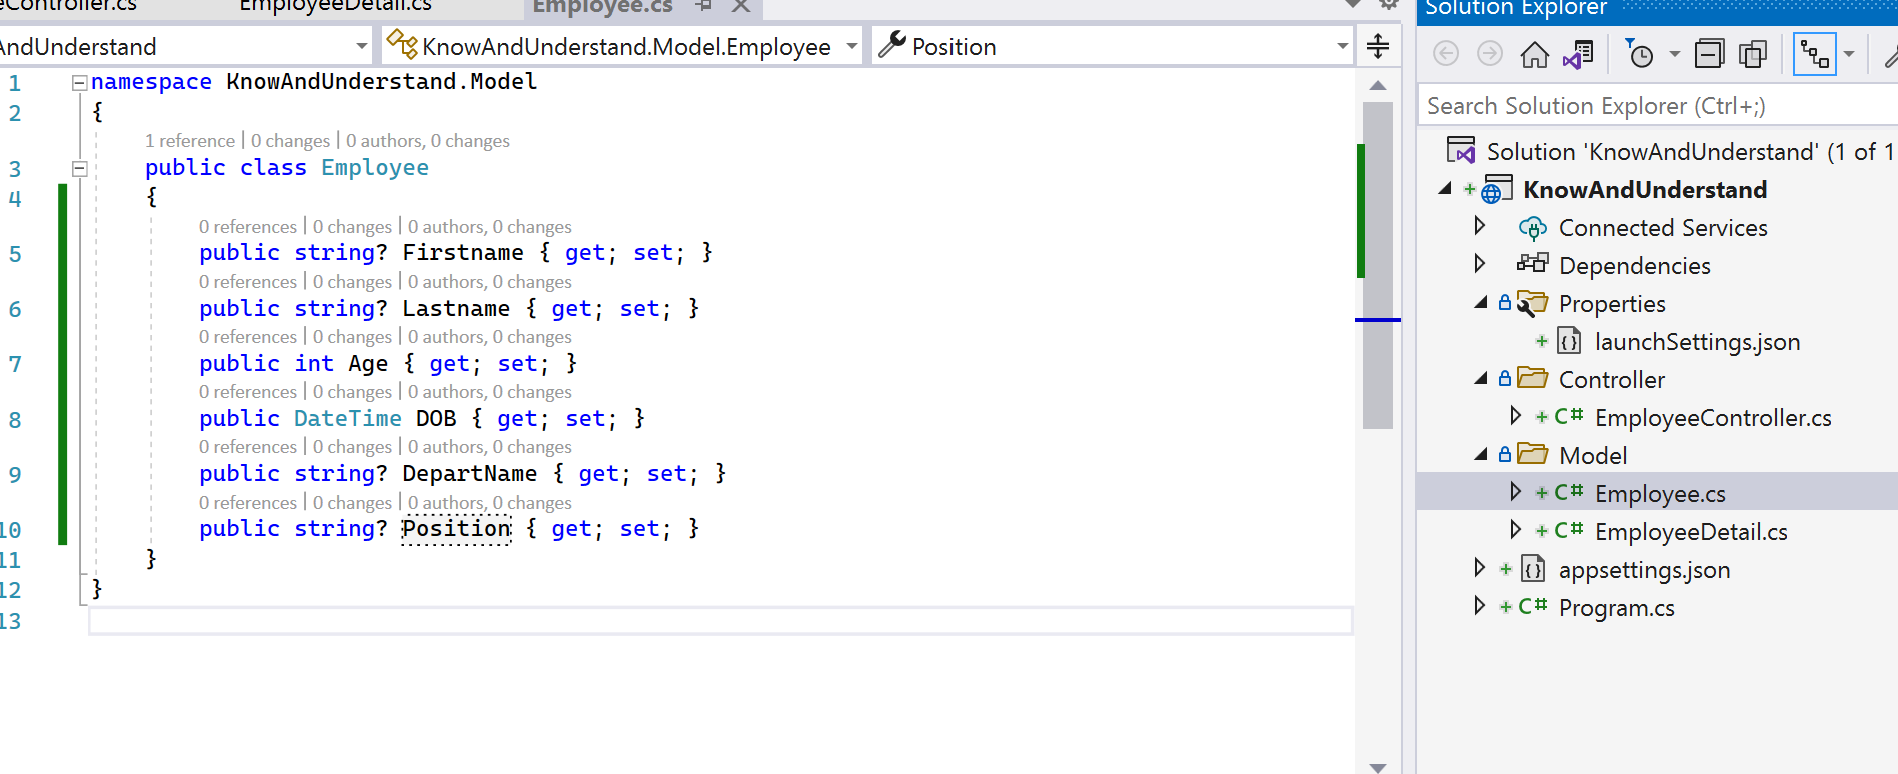 eController.cs EmployeeDetail.cs Employee.cs
AndUnderstand KnowAndUnderstand.Model.Employee Position
1 namespace KnowAndUnderstand.Model
2 {
1 reference | 0 changes | 0 authors, 0 changes
3 public class Employee
4 {
0 references | 0 changes | 0 authors, 0 changes
5 public string? Firstname { get; set; }
0 references | 0 changes | 0 authors, 0 changes
6 public string? Lastname { get; set; }
0 references | 0 changes | 0 authors, 0 changes
7 public int Age { get; set; }
0 references | 0 changes | 0 authors, 0 changes
8 public DateTime DOB { get; set; }
0 references | 0 changes | 0 authors, 0 changes
9 public string? DepartName { get; set; }
0 references | 0 changes | 0 authors, 0 changes
10 public string? Position { get; set; }
11 }
12 }
13
Solution Explorer
Search Solution Explorer (Ctrl+;)
Solution 'KnowAndUnderstand' (1 of 1
KnowAndUnderstand
Connected Services
Dependencies
Properties
launchSettings.json
Controller
C# EmployeeController.cs
Model
C# Employee.cs
C# EmployeeDetail.cs
appsettings.json
C# Program.cs